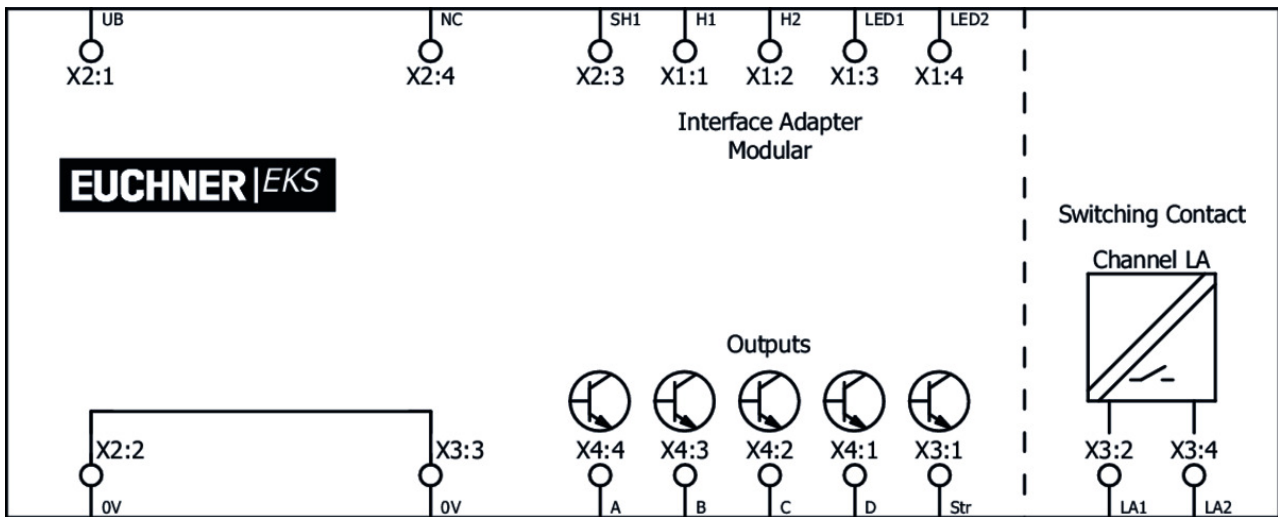 UB NC SH1 H1 H2 LED1 LED2
X2:1 X2:4 X2:3 X1:1 X1:2 X1:3 X1:4
Interface Adapter
Modular
EUCHNER EKS
Switching Contact
Channel LA
Outputs
X2:2 X3:3 X4:4 X4:3 X4:2 X4:1 X3:1 X3:2 X3:4
0V 0V A B C D Str LA1 LA2